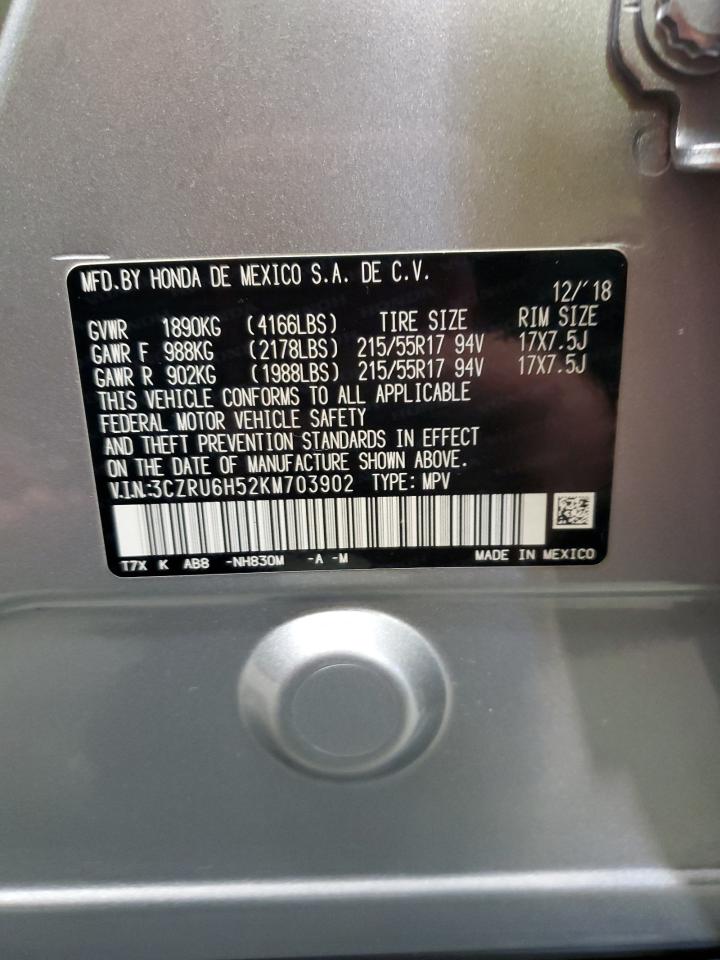 MFD.BY HONDA DE MEXICO S.A. DE C.V.
12/'18
GVWR 1890KG (4166LBS) TIRE SIZE RIM SIZE
GAWR F 988KG (2178LBS) 215/55R17 94V 17X7.5J
GAWR R 902KG (1988LBS) 215/55R17 94V 17X7.5J
THIS VEHICLE CONFORMS TO ALL APPLICABLE
FEDERAL MOTOR VEHICLE SAFETY
AND THEFT PREVENTION STANDARDS IN EFFECT
ON THE DATE OF MANUFACTURE SHOWN ABOVE.
V.I.N.:3CZRU6H52KM703902 TYPE: MPV
T7X K AB8 -NH830M -A -M MADE IN MEXICO